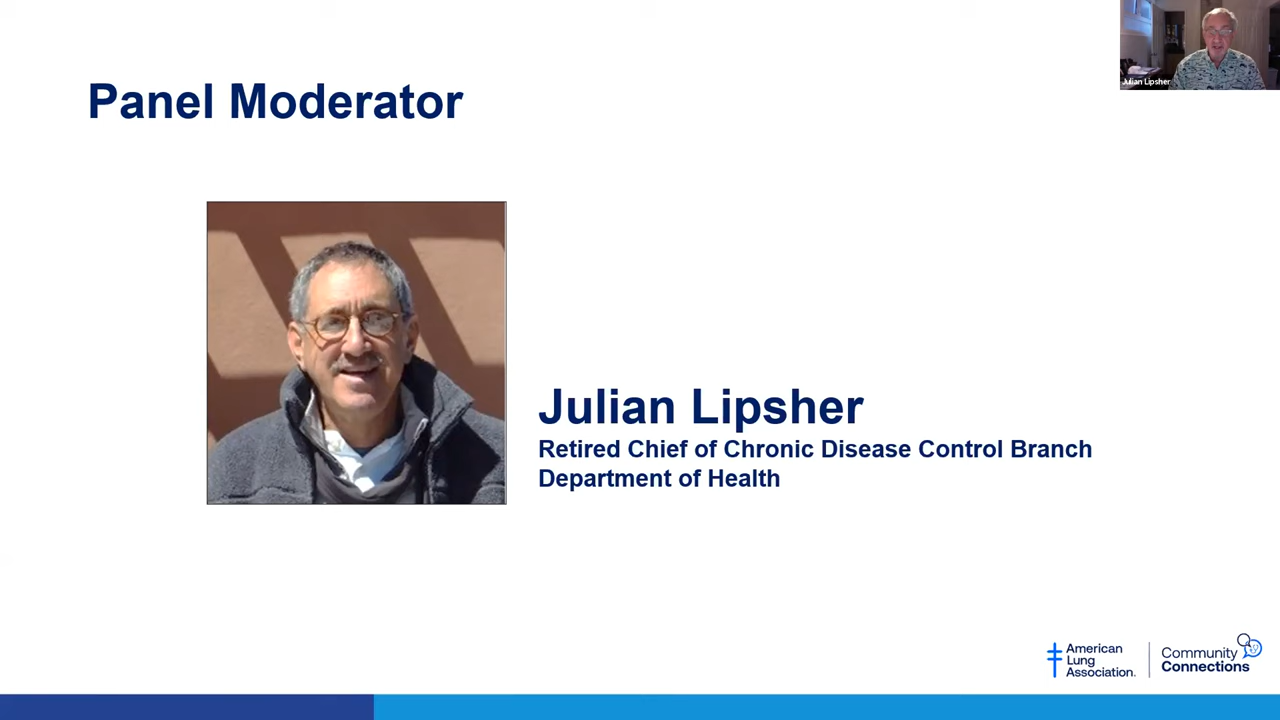 Julian Lipsher
Panel Moderator
Julian Lipsher
Retired Chief of Chronic Disease Control Branch
Department of Health
American
Lung
Association.
Community
Connections